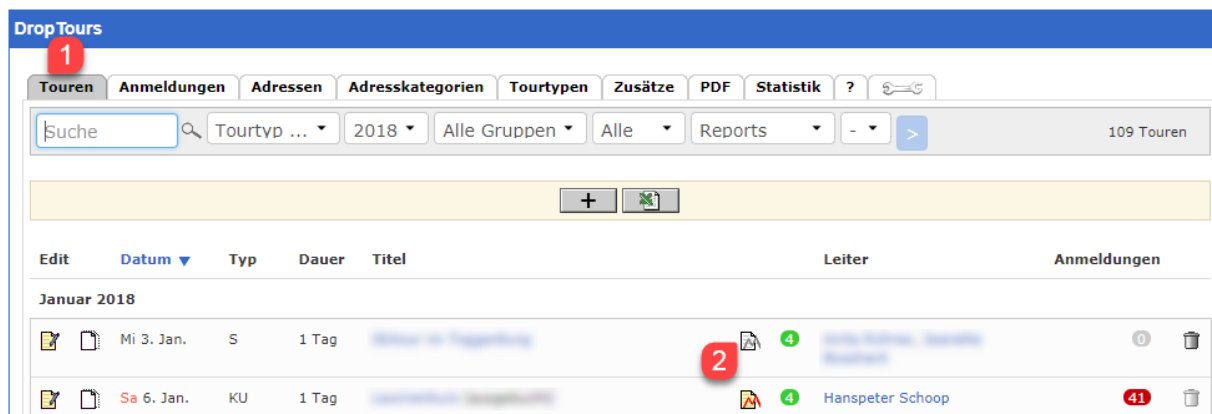 DropTours
1
Touren Anmeldungen Adressen Adresskategorien Tourtypen Zusätze PDF Statistik ?
Suche Tourtyp ... 2018 Alle Gruppen Alle Reports - > 109 Touren
+
Edit Datum ▼ Typ Dauer Titel Leiter Anmeldungen
Januar 2018
Mi 3. Jan. S 1 Tag 4 0
2
Sa 6. Jan. KU 1 Tag 4 Hanspeter Schoop 41